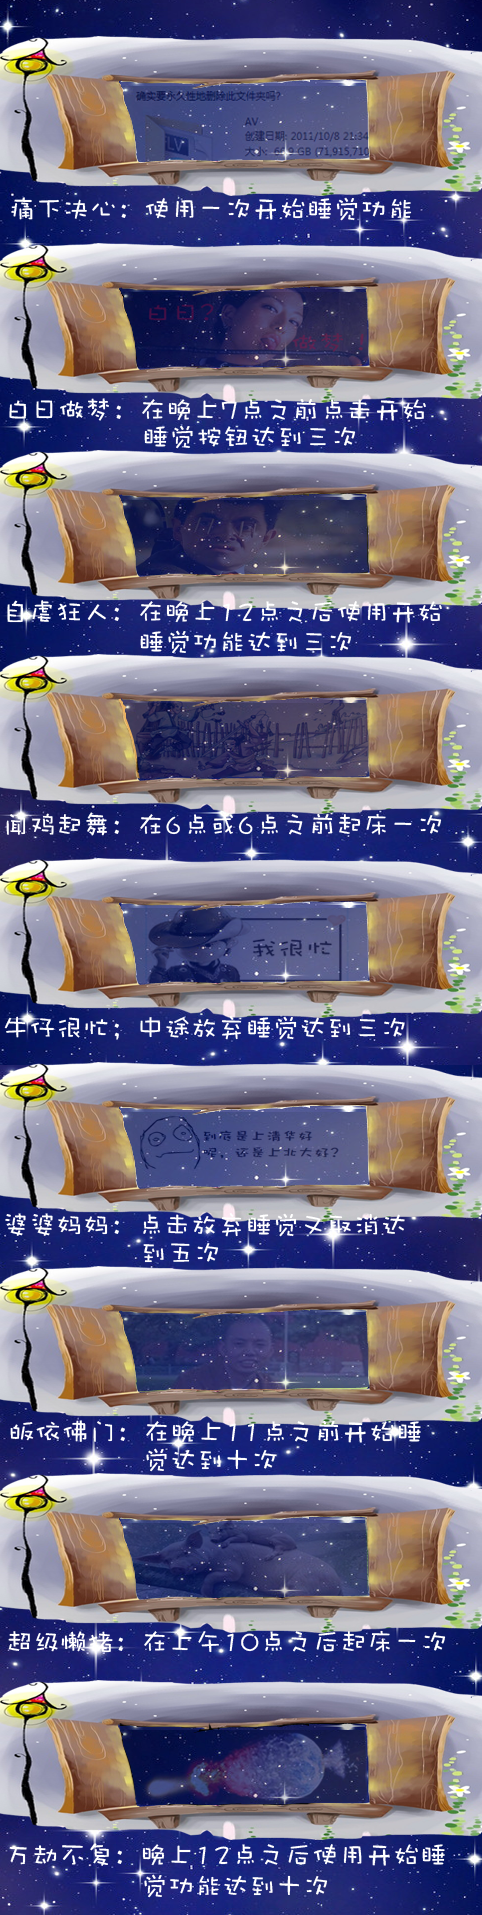 确实要永久性地删除此文件夹吗?
AV
创建日期: 2011/10/8 21:34
痛下决心：使用一次开始睡觉功能
白日？
做梦
白日做梦：在晚上7点之前点击开始
睡觉按钮达到三次
自虐狂人：在晚上12点之后使用开始
睡觉功能达到三次
闻鸡起舞：在6点或6点之前起床一次
我很忙
牛仔很忙；中途放弃睡觉达到三次
到底是上清华好
呢，还是上北大好？
婆婆妈妈：点击放弃睡觉又取消达
到五次
皈依佛门：在晚上11点之前开始睡
觉达到十次
超级懒猪：在上午10点之后起床一次
万劫不复：晚上12点之后使用开始睡
觉功能达到十次